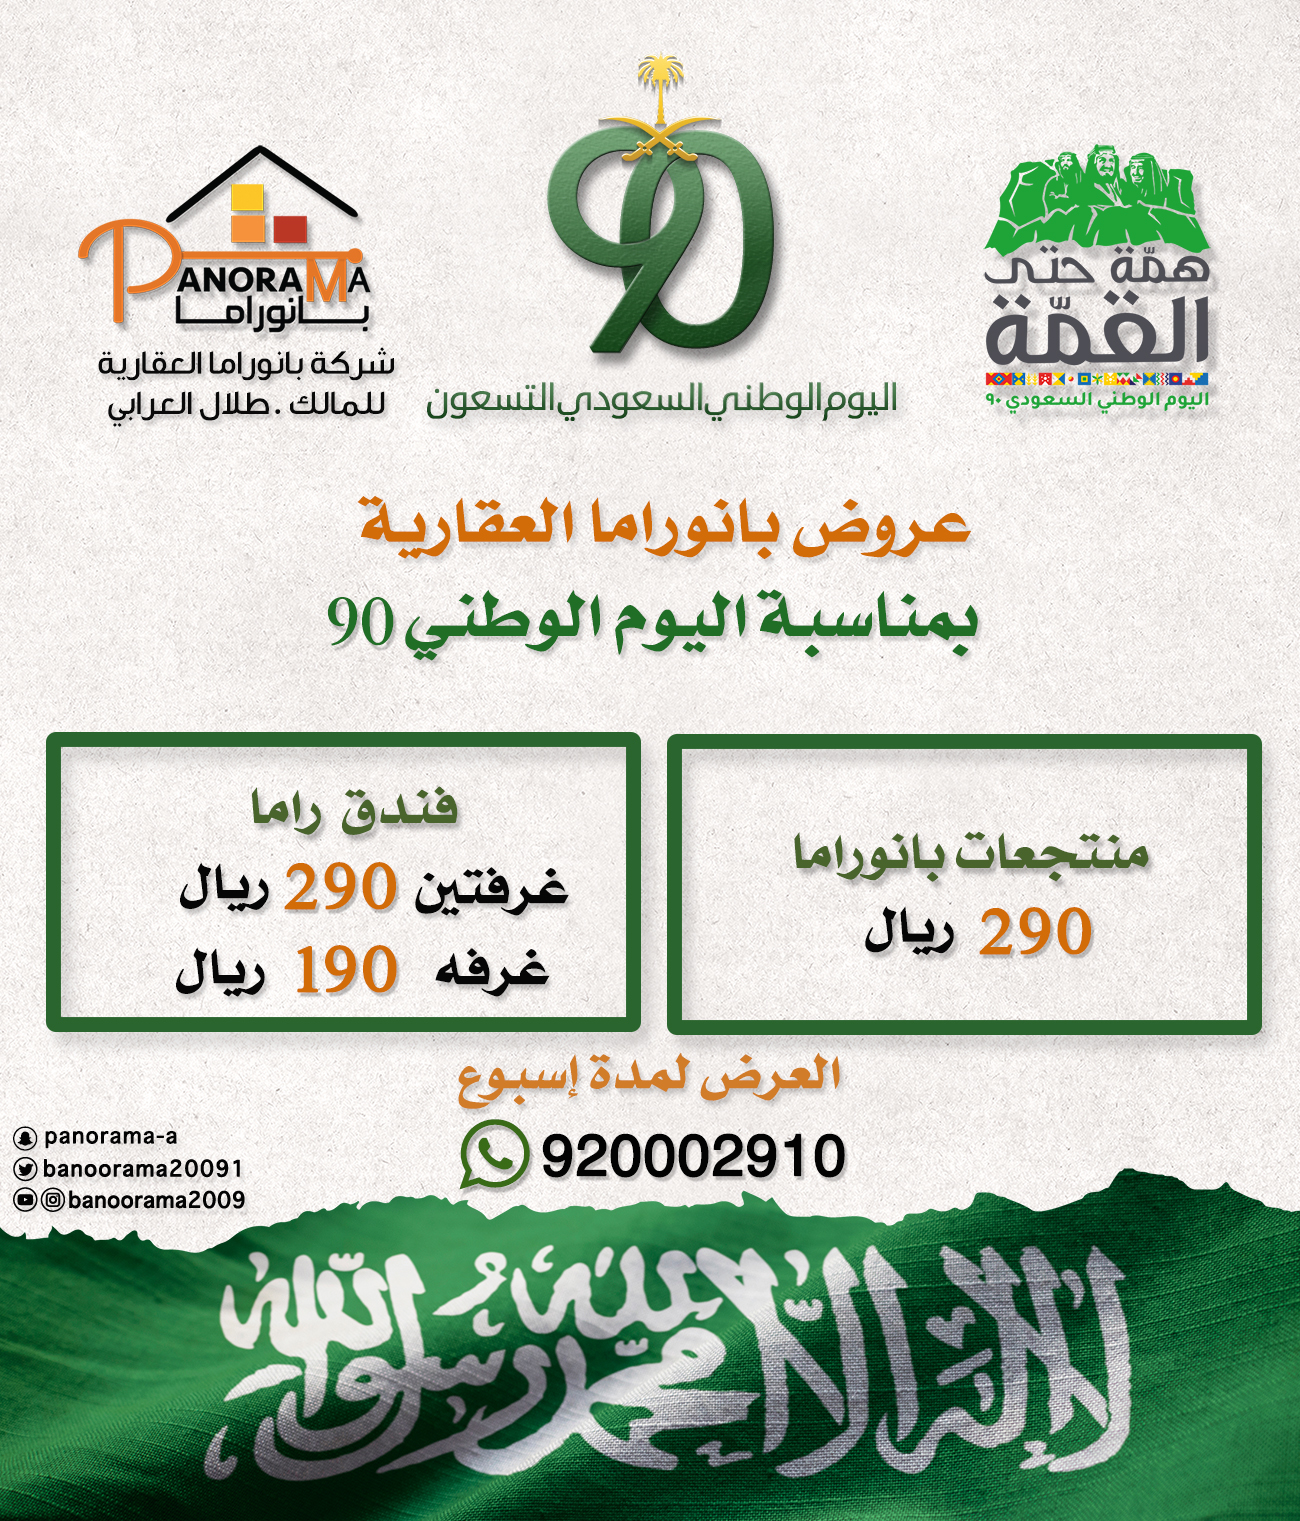 همّة حتى
القمّة
اليوم الوطني السعودي ٩٠
90
اليوم الوطني السعودي التسعون
PANORAMA
بانوراما
شركة بانوراما العقارية
للمالك . طلال العرابي
عروض بانوراما العقارية
بمناسبة اليوم الوطني 90
منتجعات بانوراما
290 ريال
فندق راما
غرفتين 290 ريال
غرفه 190 ريال
العرض لمدة إسبوع
920002910
panorama-a
banoorama20091
banoorama2009
لا إله إلا الله محمد رسول الله